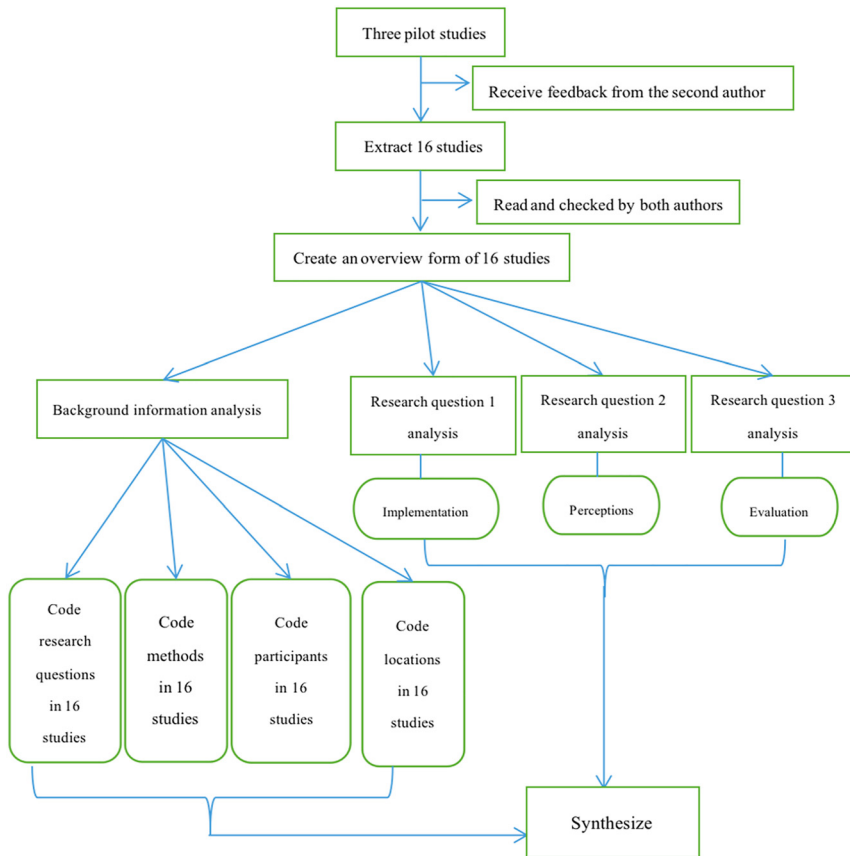 Three pilot studies
Receive feedback from the second author
Extract 16 studies
Read and checked by both authors
Create an overview form of 16 studies
Background information analysis
Research question 1
analysis
Research question 2
analysis
Research question 3
analysis
Implementation
Perceptions
Evaluation
Code
research
questions
in 16
studies
Code
methods
in 16
studies
Code
participants
in 16
studies
Code
locations
in 16
studies
Synthesize